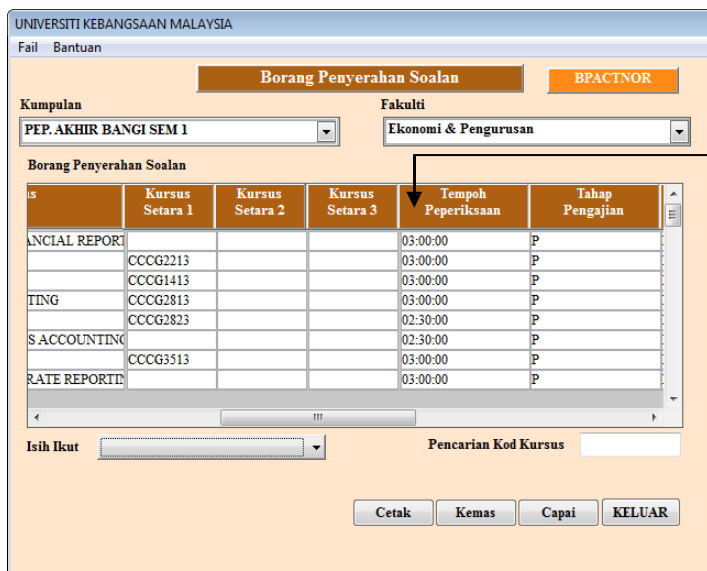 UNIVERSITI KEBANGSAAN MALAYSIA
Fail Bantuan
Borang Penyerahan Soalan BPACTNOR
Kumpulan Fakulti
PEP. AKHIR BANGI SEM 1 Ekonomi & Pengurusan
Borang Penyerahan Soalan
Kursus Kursus Kursus Tempoh Tahap
Setara 1 Setara 2 Setara 3 Peperiksaan Pengajian
ANCIAL REPORT 03:00:00 P
CCCG2213 03:00:00 P
CCCG1413 03:00:00 P
TING CCCG2813 03:00:00 P
CCCG2823 02:30:00 P
S ACCOUNTING 02:30:00 P
CCCG3513 03:00:00 P
RATE REPORTIN 03:00:00 P
Isih Ikut Pencarian Kod Kursus
Cetak Kemas Capai KELUAR